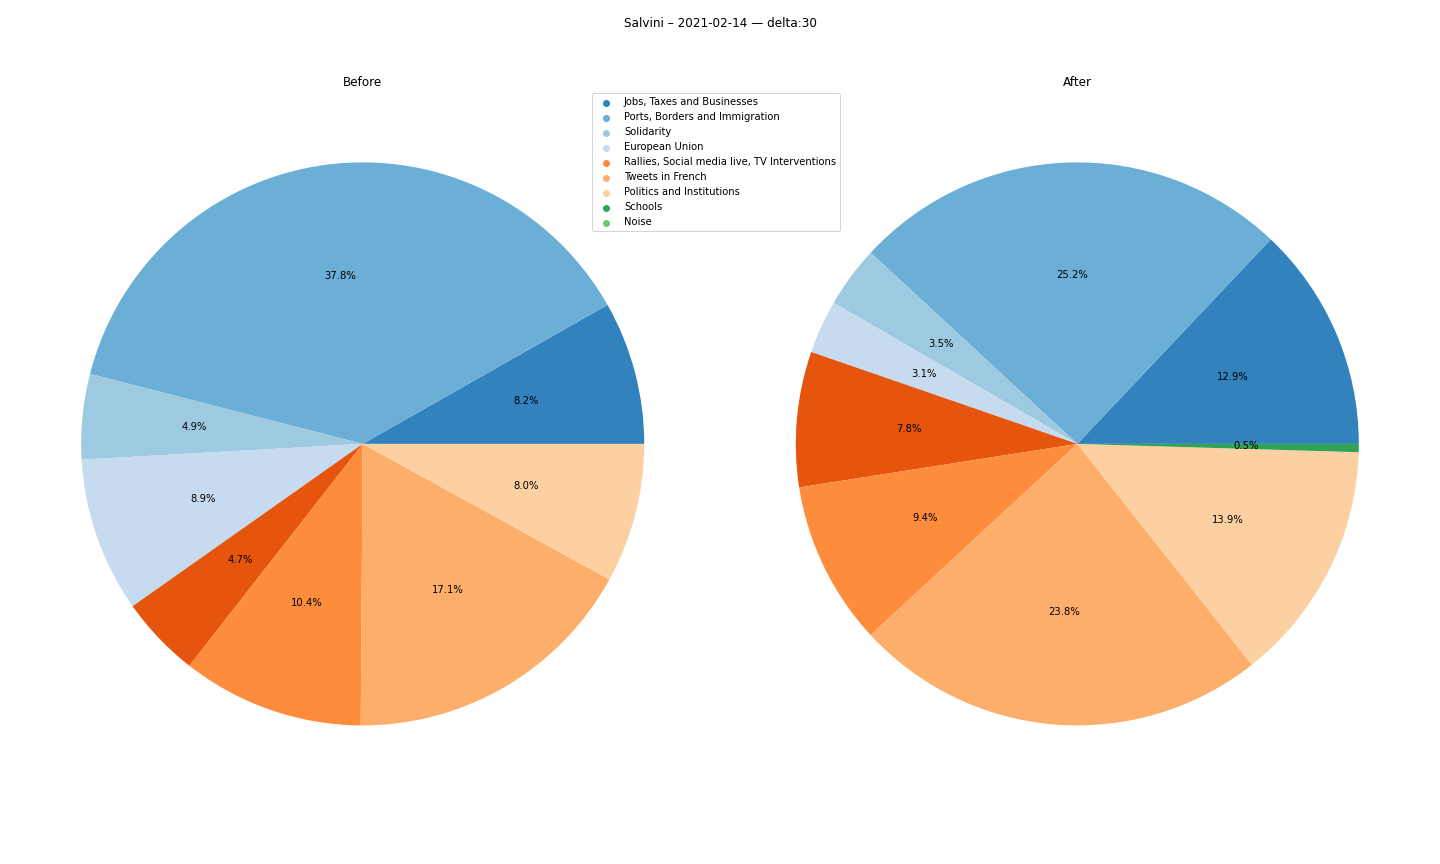 Salvini – 2021-02-14 — delta:30
Before
After
Jobs, Taxes and Businesses
Ports, Borders and Immigration
Solidarity
European Union
Rallies, Social media live, TV Interventions
Tweets in French
Politics and Institutions
Schools
Noise
37.8%
8.2%
4.9%
8.9%
4.7%
10.4%
17.1%
8.0%
25.2%
12.9%
3.5%
3.1%
7.8%
9.4%
23.8%
13.9%
0.5%